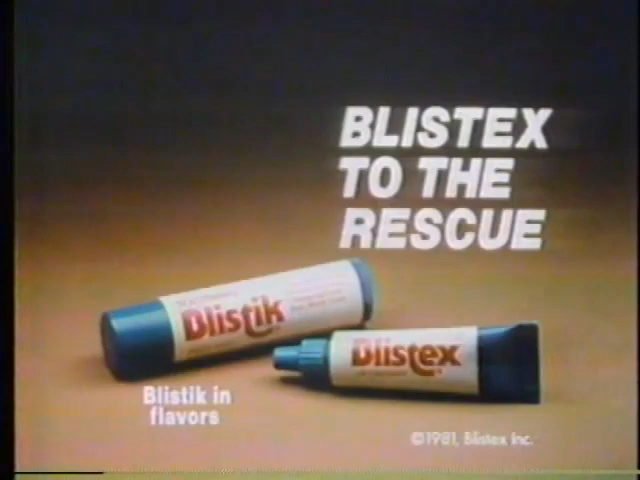 BLISTEX
TO THE
RESCUE
Blistik
Blistex
Blistik in
flavors
©1981, Blistex Inc.